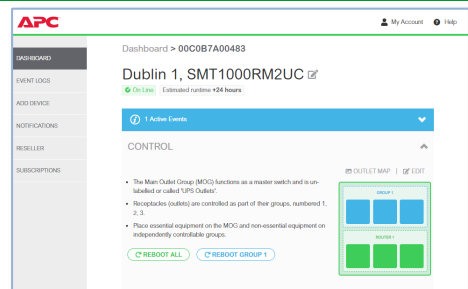 APC
My Account
Help
DASHBOARD
EVENT LOGS
ADD DEVICE
NOTIFICATIONS
RESELLER
SUBSCRIPTIONS
Dashboard > 00C0B7A00483
Dublin 1, SMT1000RM2UC
On Line Estimated runtime +24 hours
1 Active Events
CONTROL
OUTLET MAP | EDIT
• The Main Outlet Group (MOG) functions as a master switch and is un-
labelled or called "UPS Outlets".
• Receptacles (outlets) are controlled as part of their groups, numbered 1,
2, 3.
• Place essential equipment on the MOG and non-essential equipment on
independently controllable groups.
REBOOT ALL
REBOOT GROUP 1
GROUP 1
ROUTER 1